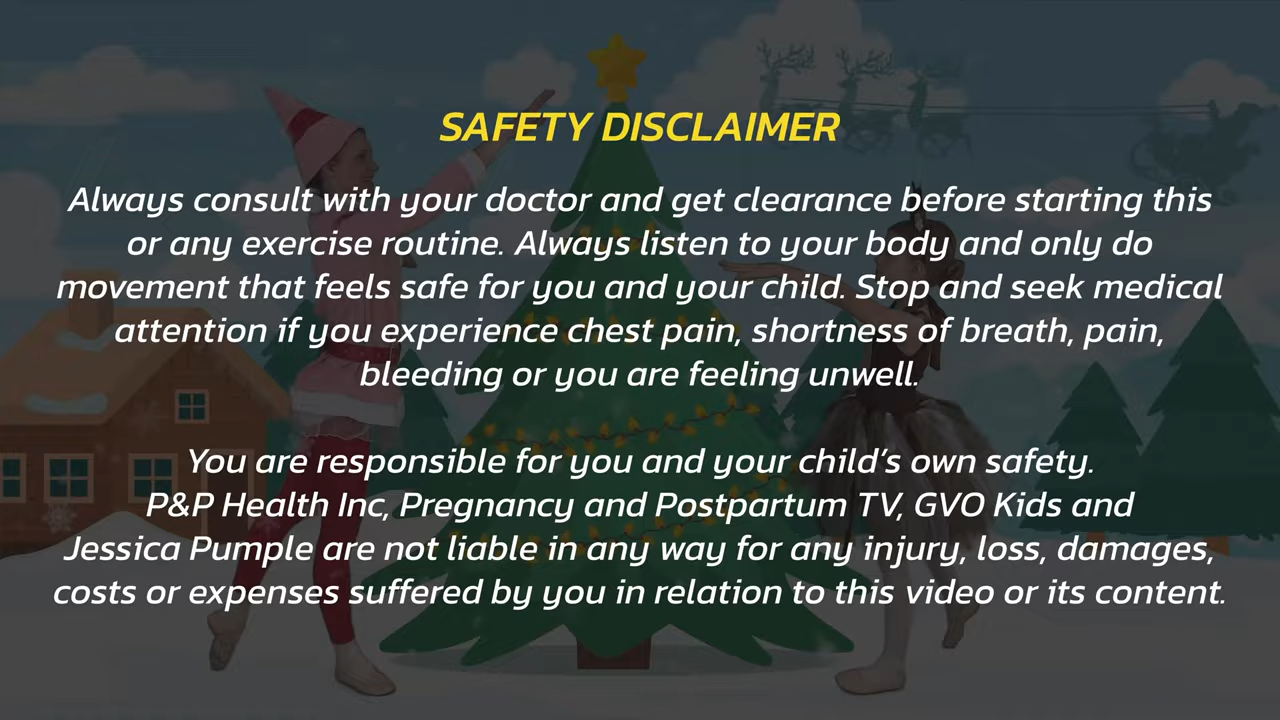 SAFETY DISCLAIMER
Always consult with your doctor and get clearance before starting this
or any exercise routine. Always listen to your body and only do
movement that feels safe for you and your child. Stop and seek medical
attention if you experience chest pain, shortness of breath, pain,
bleeding or you are feeling unwell.
You are responsible for you and your child’s own safety.
P&P Health Inc, Pregnancy and Postpartum TV, GVO Kids and
Jessica Pumple are not liable in any way for any injury, loss, damages,
costs or expenses suffered by you in relation to this video or its content.